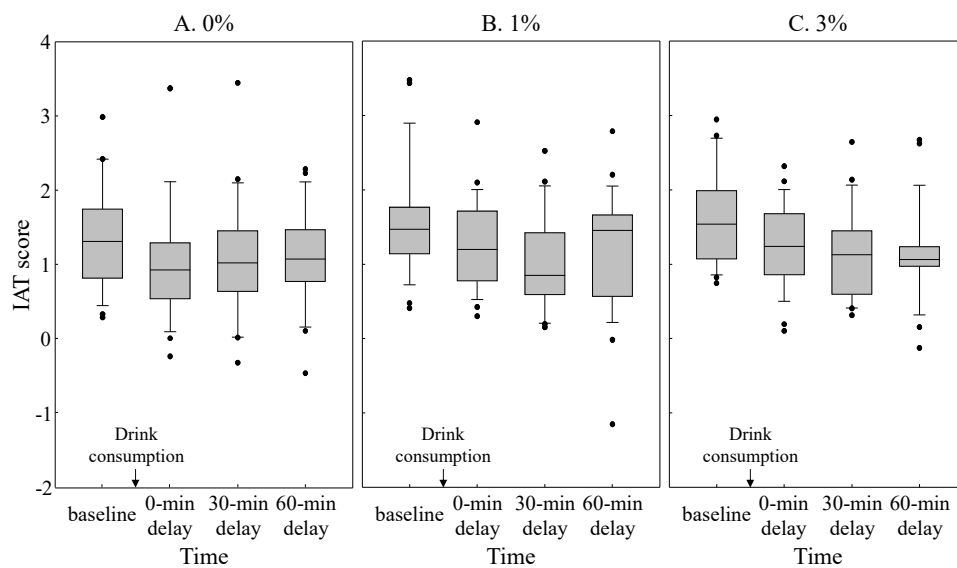 A. 0%
B. 1%
C. 3%
IAT score
4
3
2
1
0
-1
-2
Drink
consumption
Drink
consumption
Drink
consumption
baseline
0-min
delay
30-min
delay
60-min
delay
baseline
0-min
delay
30-min
delay
60-min
delay
baseline
0-min
delay
30-min
delay
60-min
delay
Time
Time
Time